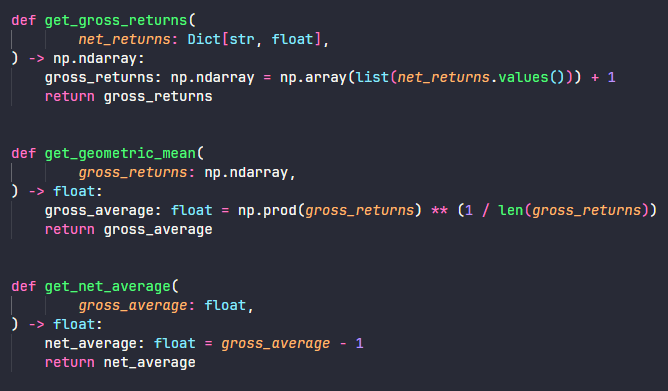 def get_gross_returns(
        net_returns: Dict[str, float],
) -> np.ndarray:
    gross_returns: np.ndarray = np.array(list(net_returns.values())) + 1
    return gross_returns
def get_geometric_mean(
        gross_returns: np.ndarray,
) -> float:
    gross_average: float = np.prod(gross_returns) ** (1 / len(gross_returns))
    return gross_average
def get_net_average(
        gross_average: float,
) -> float:
    net_average: float = gross_average - 1
    return net_average